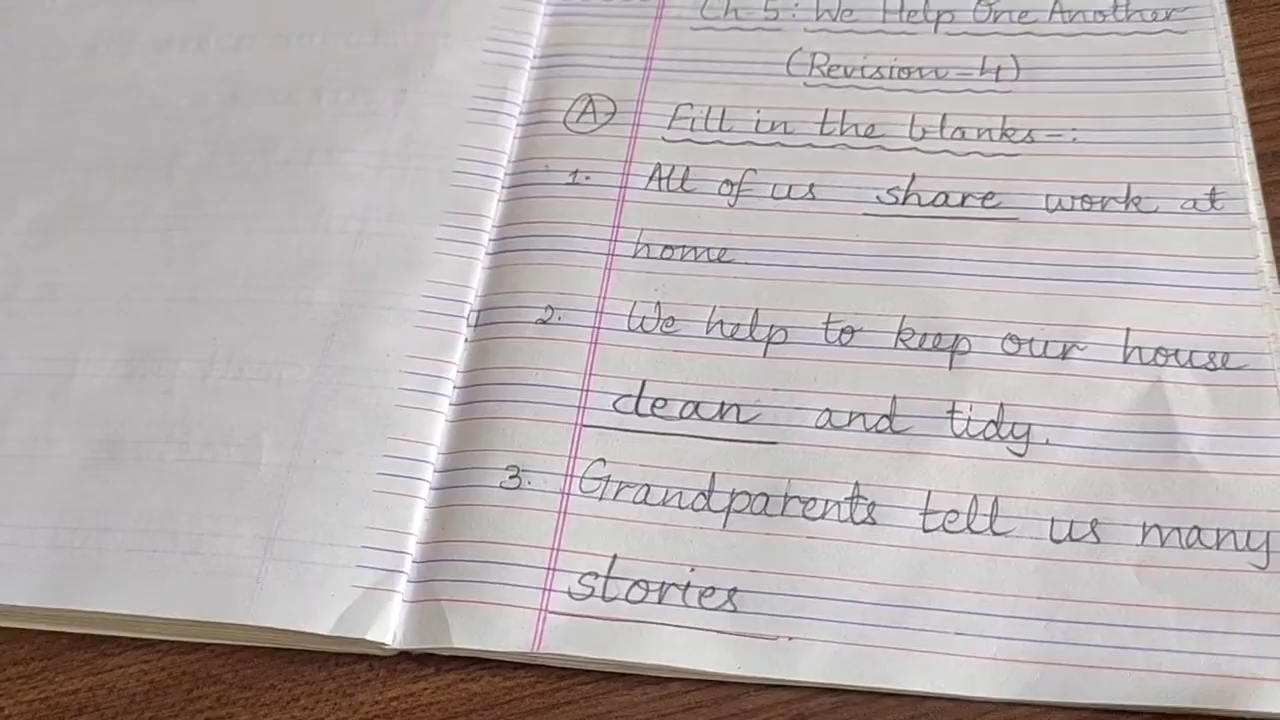 Ch-5: We Help One Another
(Revision-4)
A Fill in the blanks-:
1. All of us share work at
home.
2. We help to keep our house
clean and tidy.
3. Grandparents tell us many
stories.